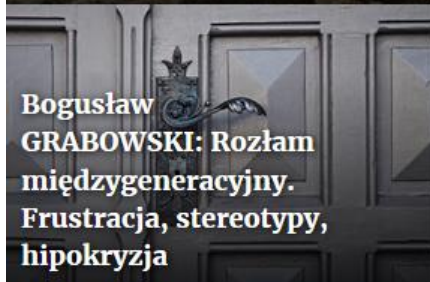 Bogusław
GRABOWSKI: Rozłam
międzygeneracyjny.
Frustracja, stereotypy,
hipokryzja